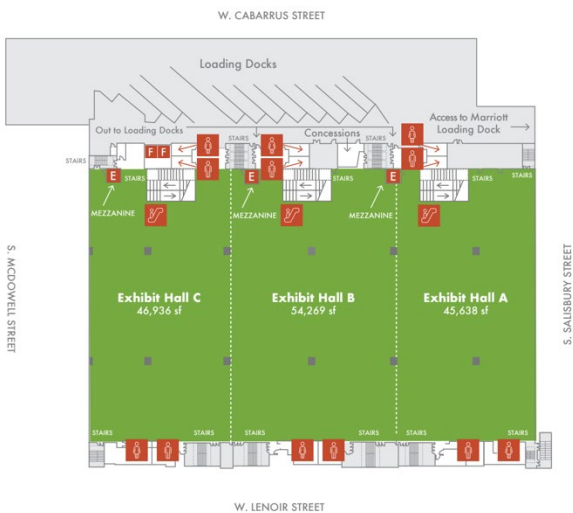 W. CABARRUS STREET
Loading Docks
Access to Marriott
Loading Dock
Out to Loading Docks
STAIRS
Concessions
STAIRS
STAIRS
F F
E
STAIRS
E
STAIRS
E
STAIRS
MEZZANINE
MEZZANINE
MEZZANINE
S. MCDOWELL STREET
S. SALISBURY STREET
Exhibit Hall C
46,936 sf
Exhibit Hall B
54,269 sf
Exhibit Hall A
45,638 sf
STAIRS
STAIRS
STAIRS
STAIRS
STAIRS
STAIRS
W. LENOIR STREET